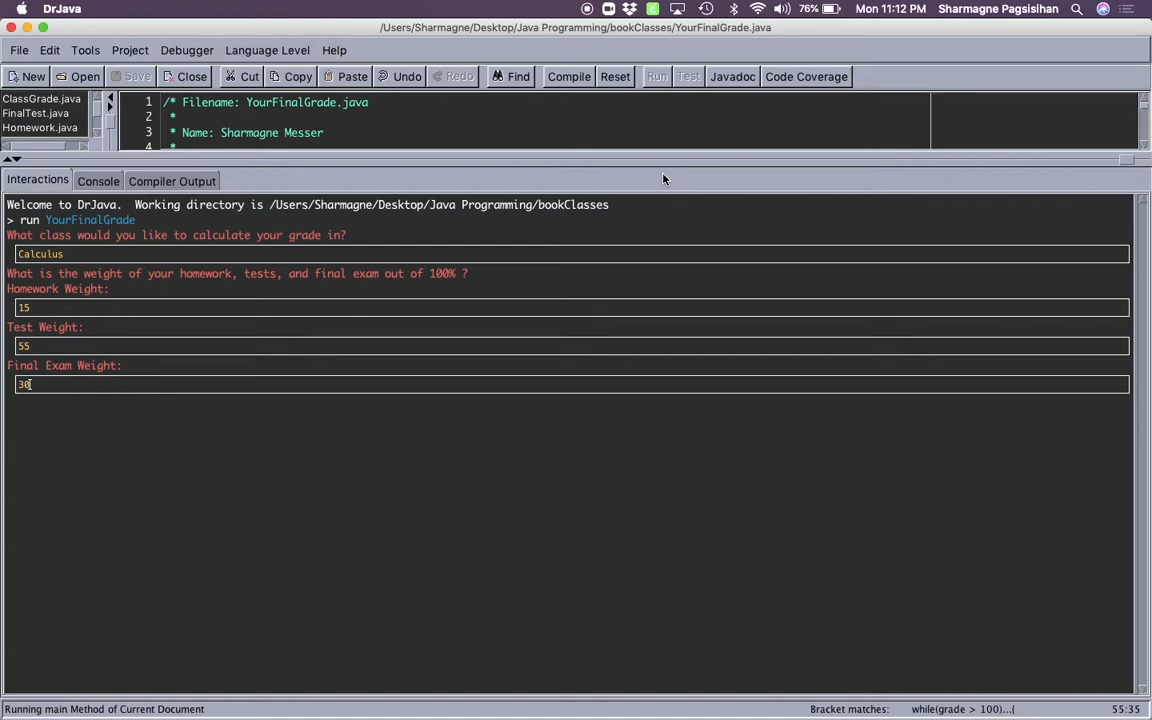 DrJava 76% Mon 11:12 PM Sharmagne Pagsisihan
/Users/Sharmagne/Desktop/Java Programming/bookClasses/YourFinalGrade.java
File Edit Tools Project Debugger Language Level Help
New Open Save Close Cut Copy Paste Undo Redo Find Compile Reset Run Test Javadoc Code Coverage
ClassGrade.java
FinalTest.java
Homework.java
1 /* Filename: YourFinalGrade.java
2 *
3 * Name: Sharmagne Messer
4 *
Interactions Console Compiler Output
Welcome to DrJava. Working directory is /Users/Sharmagne/Desktop/Java Programming/bookClasses
> run YourFinalGrade
What class would you like to calculate your grade in?
Calculus
What is the weight of your homework, tests, and final exam out of 100% ?
Homework Weight:
15
Test Weight:
55
Final Exam Weight:
30
Running main Method of Current Document Bracket matches: while(grade > 100)...{ 55:35